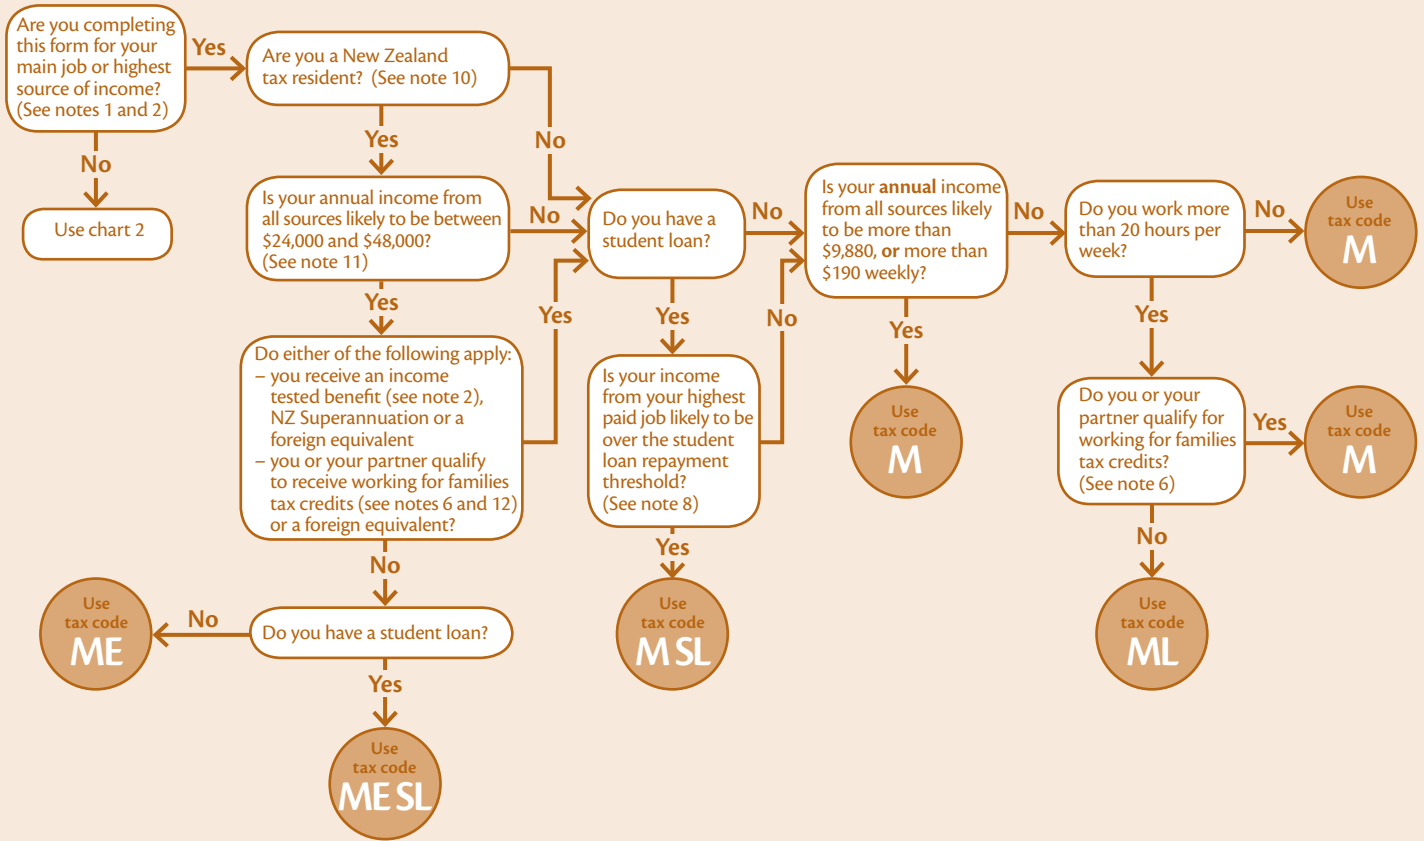 Are you completing
this form for your
main job or highest
source of income?
(See notes 1 and 2)
Yes
No
Use chart 2
Are you a New Zealand
tax resident? (See note 10)
No
Yes
Is your annual income from
all sources likely to be between
$24,000 and $48,000?
(See note 11)
No
Yes
Do either of the following apply:
– you receive an income
tested benefit (see note 2),
NZ Superannuation or a
foreign equivalent
– you or your partner qualify
to receive working for families
tax credits (see notes 6 and 12)
or a foreign equivalent?
Yes
No
Do you have a student loan?
No
Use
tax code
ME
Yes
Use
tax code
ME SL
Do you have a
student loan?
No
Yes
Is your income
from your highest
paid job likely to be
over the student
loan repayment
threshold?
(See note 8)
No
Yes
Use
tax code
M SL
Is your annual income
from all sources likely
to be more than
$9,880, or more than
$190 weekly?
No
Yes
Use
tax code
M
Do you work more
than 20 hours per
week?
No
Use
tax code
M
Yes
Do you or your
partner qualify for
working for families
tax credits?
(See note 6)
Yes
Use
tax code
M
No
Use
tax code
ML